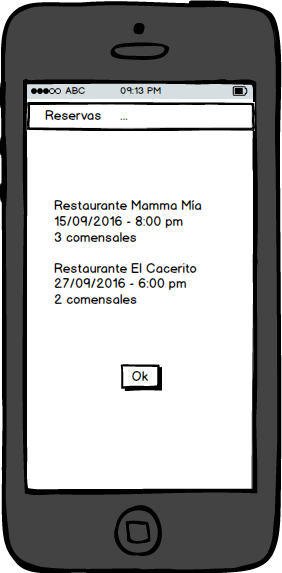 ABC 09:13 PM
Reservas ...
Restaurante Mamma Mía
15/09/2016 - 8:00 pm
3 comensales
Restaurante El Cacerito
27/09/2016 - 6:00 pm
2 comensales
Ok